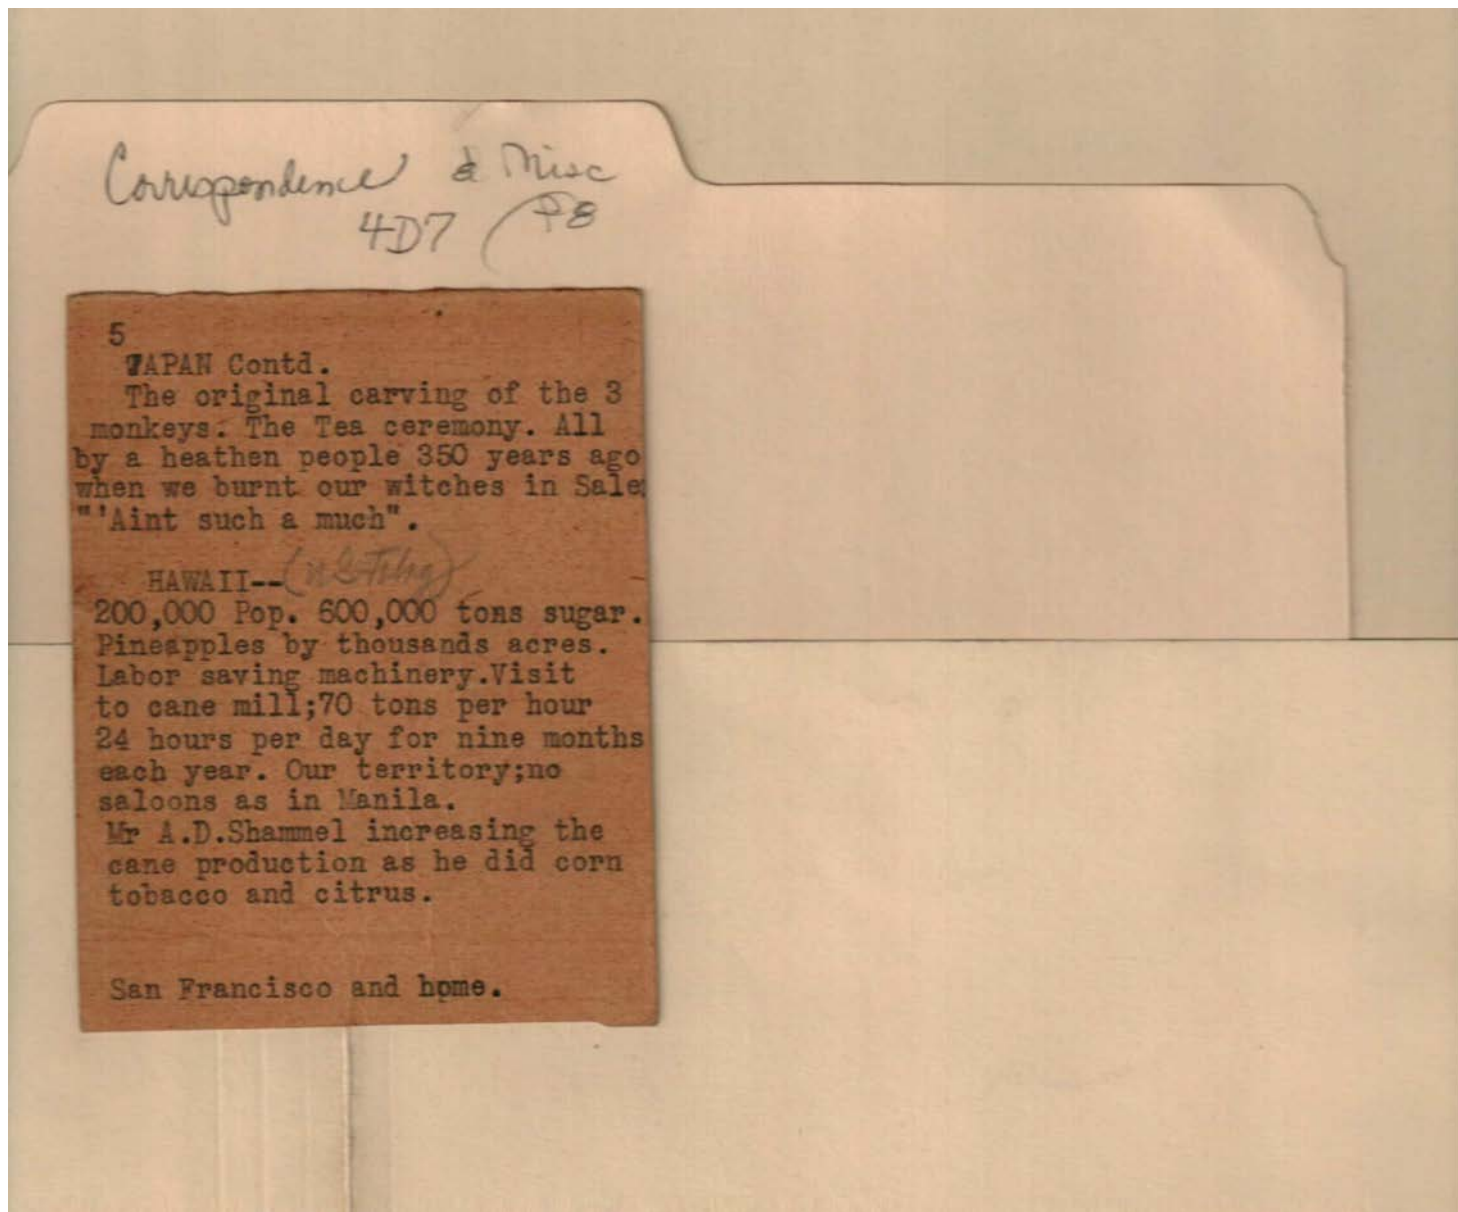 Correspondence & Misc
4D7
5
JAPAN Contd.
The original carving of the 3
monkeys. The Tea ceremony. All
by a heathen people 350 years ago
when we burnt our witches in Sale
"'Aint such a much".
HAWAII--
200,000 Pop. 600,000 tons sugar.
Pineapples by thousands acres.
Labor saving machinery.Visit
to cane mill;70 tons per hour
24 hours per day for nine months
each year. Our territory;no
saloons as in Manila.
Mr A.D.Shammel increasing the
cane production as he did corn
tobacco and citrus.
San Francisco and home.